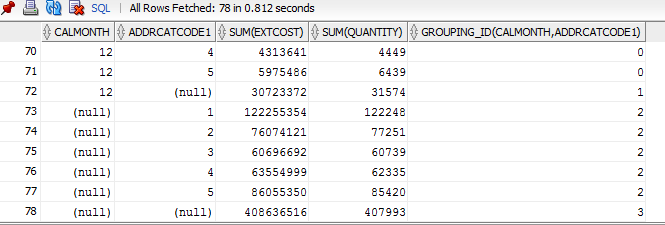 SQL | All Rows Fetched: 78 in 0.812 seconds
CALMONTH ADDRCATCODE1 SUM(EXTCOST) SUM(QUANTITY) GROUPING_ID(CALMONTH,ADDRCATCODE1)
70 12 4 4313641 4449 0
71 12 5 5975486 6439 0
72 12 (null) 30723372 31574 1
73 (null) 1 122255354 122248 2
74 (null) 2 76074121 77251 2
75 (null) 3 60696692 60739 2
76 (null) 4 63554999 62335 2
77 (null) 5 86055350 85420 2
78 (null) (null) 408636516 407993 3